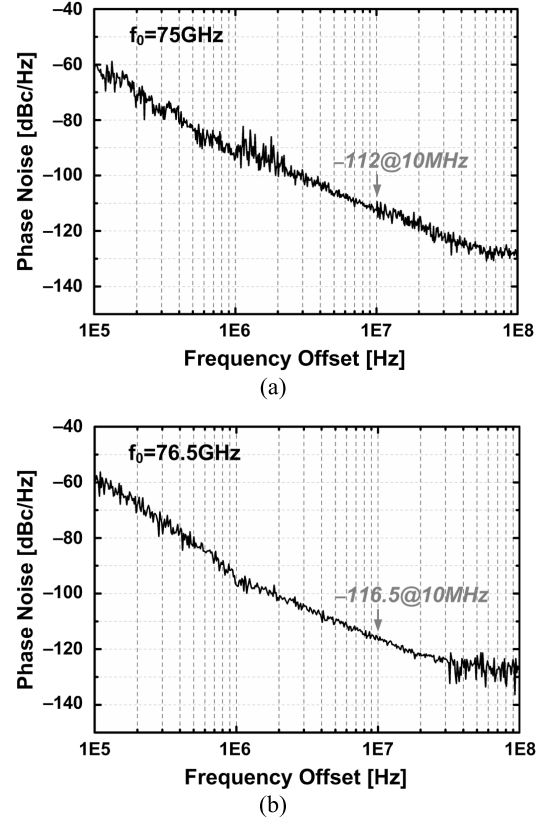 f₀=75GHz
Phase Noise [dBc/Hz]
−40
−60
−80
−100
−120
−140
−112@10MHz
1E5 1E6 1E7 1E8
Frequency Offset [Hz]
(a)
f₀=76.5GHz
Phase Noise [dBc/Hz]
−40
−60
−80
−100
−120
−140
−116.5@10MHz
1E5 1E6 1E7 1E8
Frequency Offset [Hz]
(b)